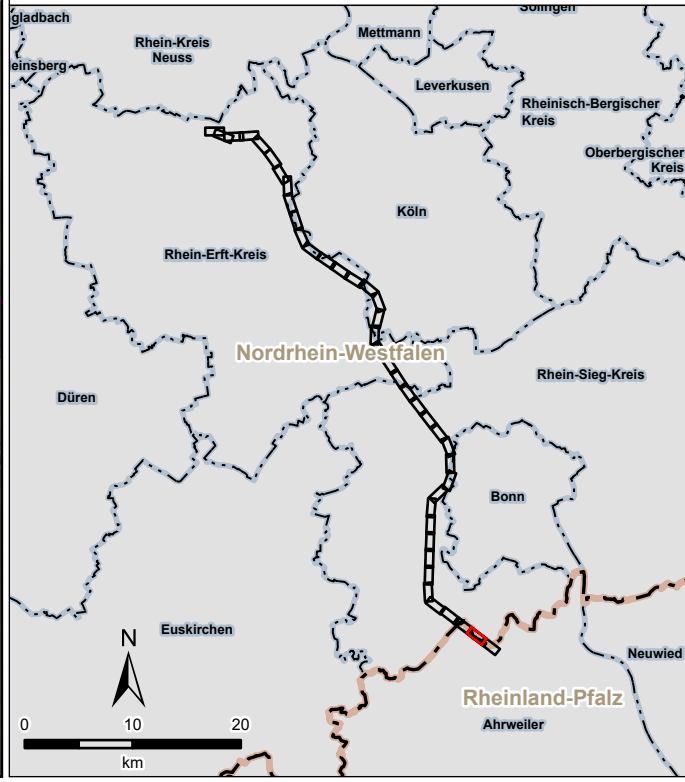 Solingen
gladbach
Mettmann
Rhein-Kreis
Neuss
einsberg
Leverkusen
Rheinisch-Bergischer
Kreis
Oberbergischer
Kreis
Köln
Rhein-Erft-Kreis
Nordrhein-Westfalen
Rhein-Sieg-Kreis
Düren
Bonn
Euskirchen
N
Neuwied
Rheinland-Pfalz
Ahrweiler
0 10 20
km